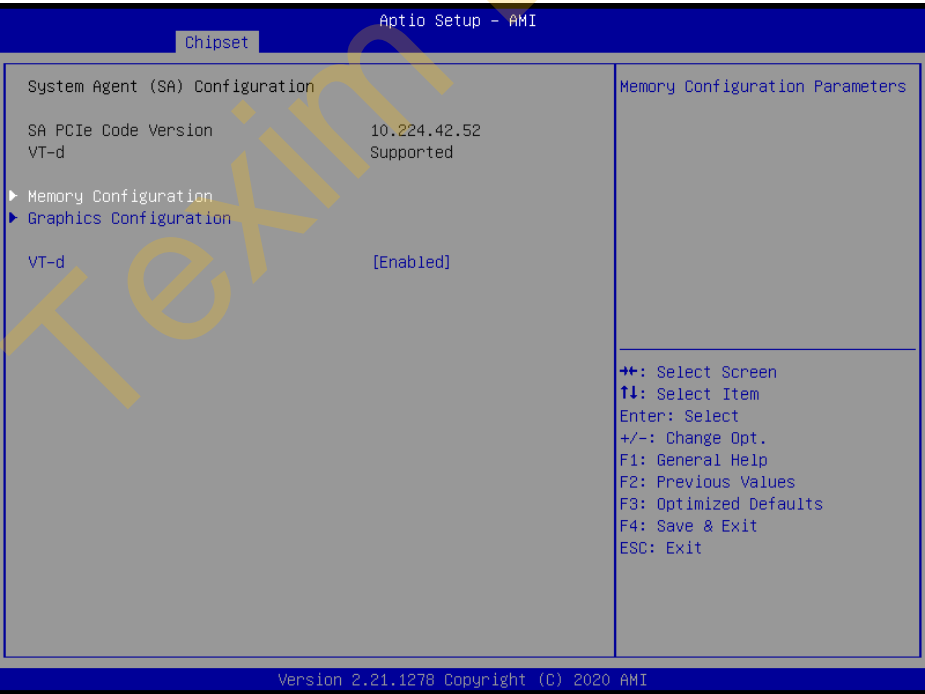 Aptio Setup – AMI
Chipset
System Agent (SA) Configuration
SA PCIe Code Version 10.224.42.52
VT-d Supported
Memory Configuration
Graphics Configuration
VT-d [Enabled]
Memory Configuration Parameters
→←: Select Screen
↑↓: Select Item
Enter: Select
+/-: Change Opt.
F1: General Help
F2: Previous Values
F3: Optimized Defaults
F4: Save & Exit
ESC: Exit
Version 2.21.1278 Copyright (C) 2020 AMI
Texim